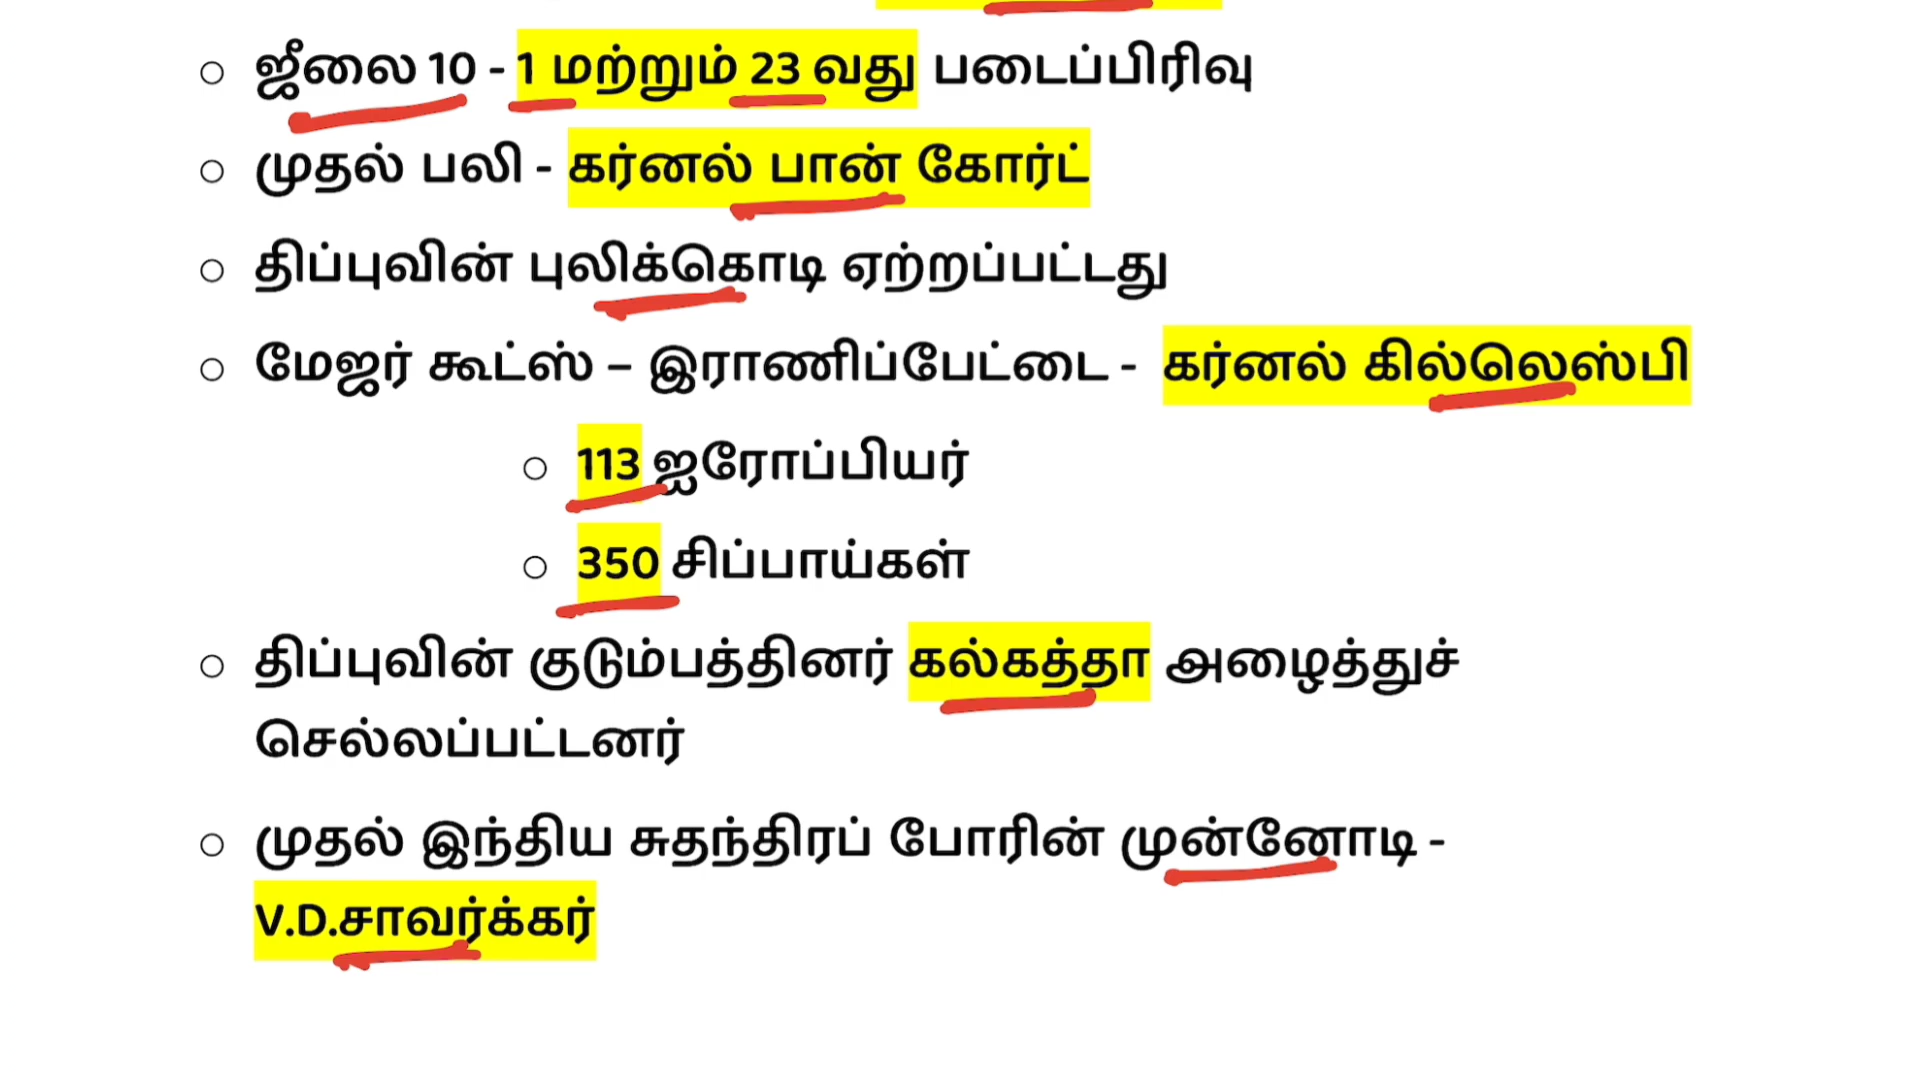 ஜீலை 10 - 1 மற்றும் 23 வது படைப்பிரிவு
முதல் பலி - கர்னல் பான் கோர்ட்
திப்புவின் புலிக்கொடி ஏற்றப்பட்டது
மேஜர் கூட்ஸ் – இராணிப்பேட்டை - கர்னல் கில்லெஸ்பி
113 ஐரோப்பியர்
350 சிப்பாய்கள்
திப்புவின் குடும்பத்தினர் கல்கத்தா அழைத்துச்
செல்லப்பட்டனர்
முதல் இந்திய சுதந்திரப் போரின் முன்னோடி -
V.D.சாவர்க்கர்